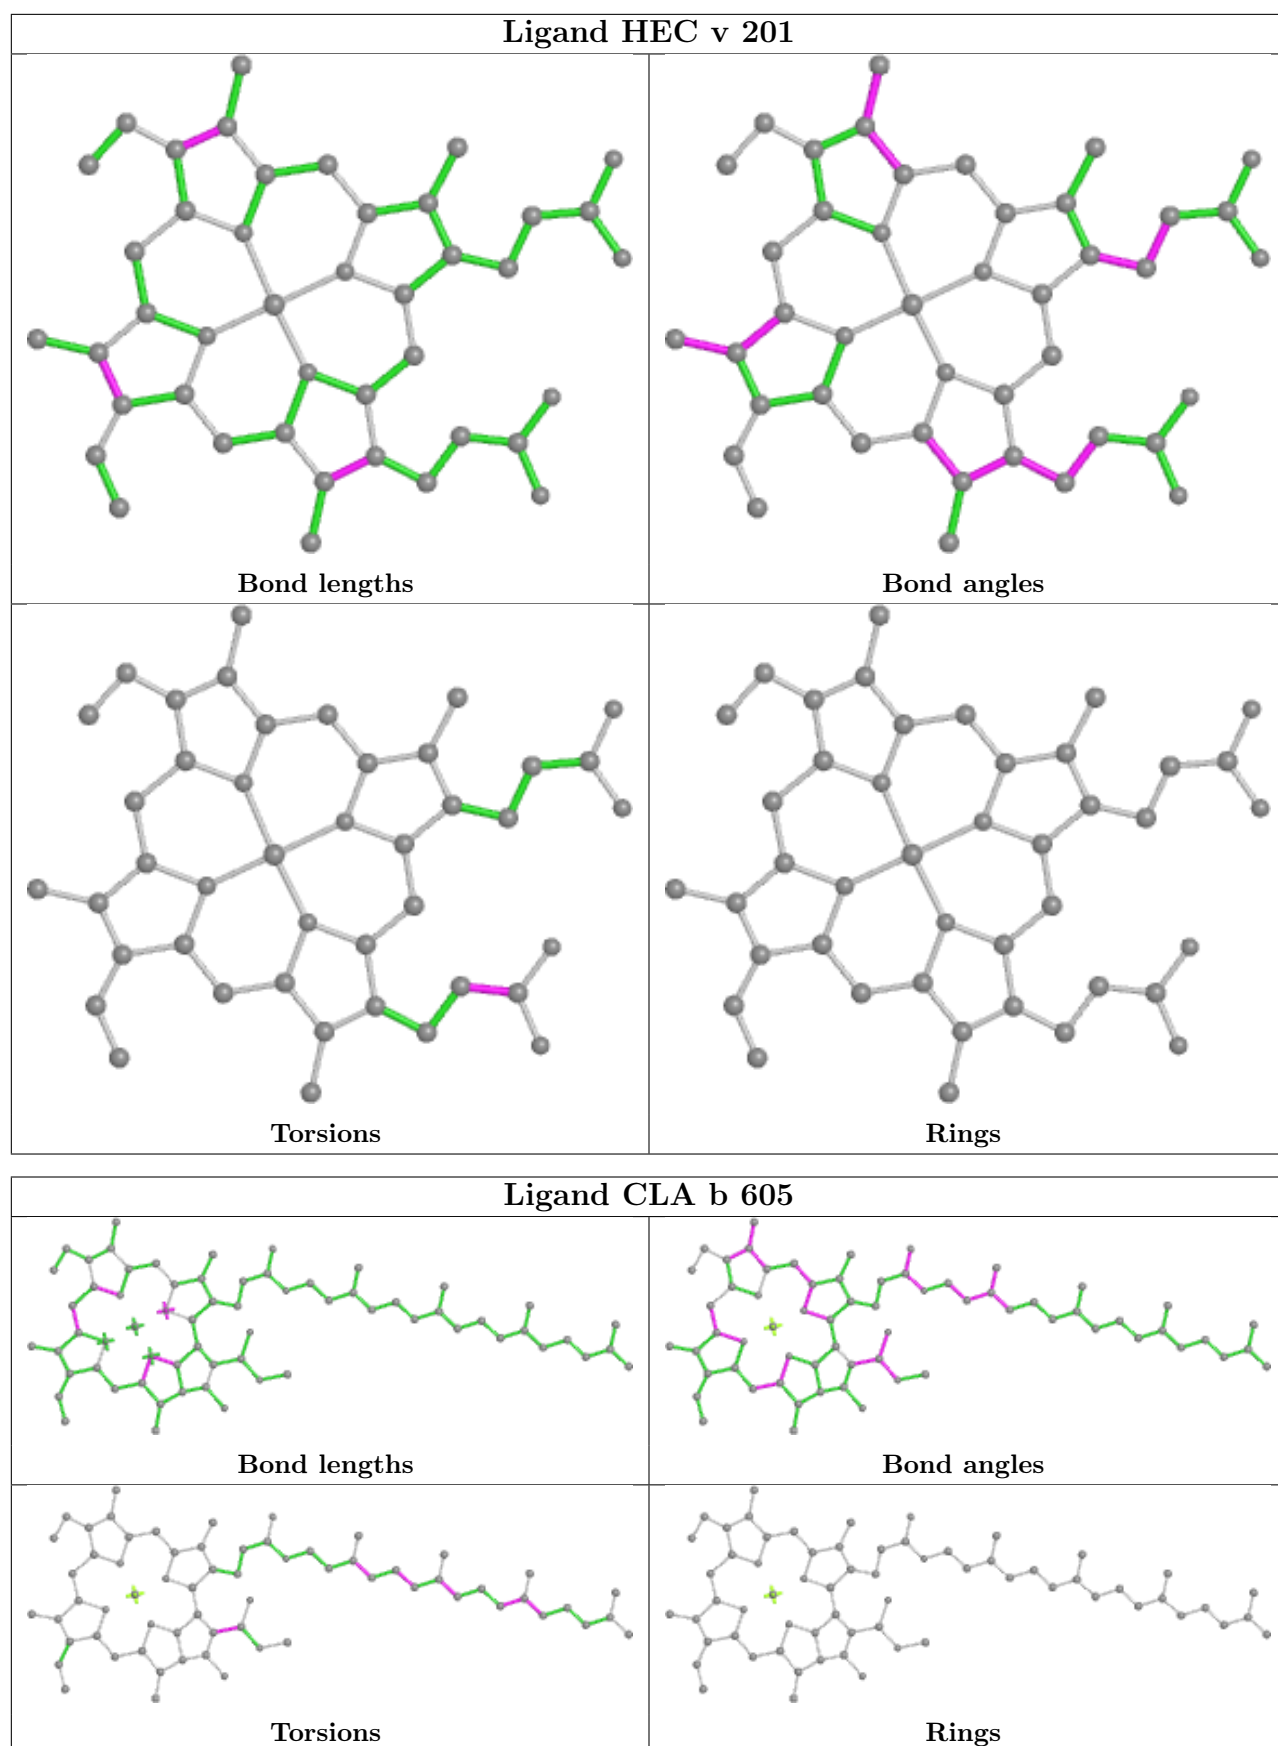 Ligand HEC v 201
Bond lengths
Bond angles
Torsions
Rings
Ligand CLA b 605
Bond lengths
Bond angles
Torsions
Rings